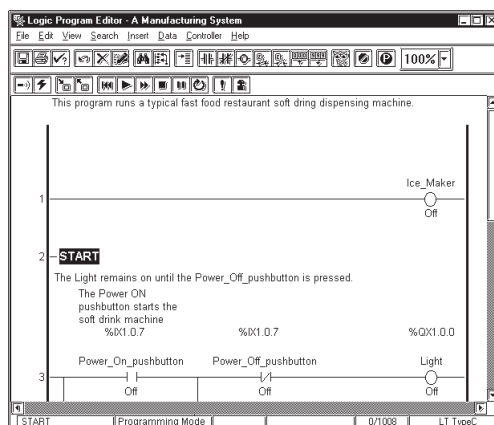 Logic Program Editor - A Manufacturing System
File Edit View Search Insert Data Controller Help
100%
This program runs a typical fast food restaurant soft dring dispensing machine.
Ice_Maker
1
Off
2 START
The Light remains on until the Power_Off_pushbutton is pressed.
The Power ON
pushbutton starts the
soft drink machine
%IX1.0.7 %IX1.0.7 %QX1.0.0
Power_On_pushbutton Power_Off_pushbutton Light
3
Off Off Off
START Programming Mode 0/1008 LT TypeC